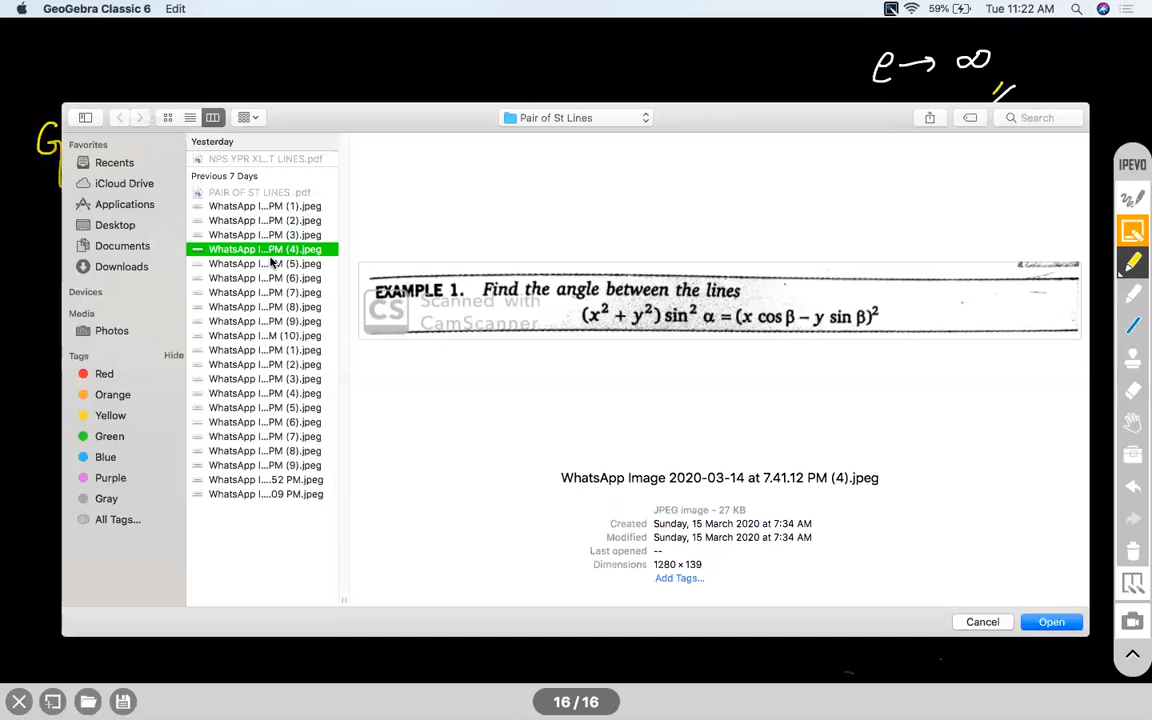 GeoGebra Classic 6 Edit 59% Tue 11:22 AM
e → ∞
G
Pair of St Lines Search
Favorites
Recents
iCloud Drive
Applications
Desktop
Documents
Downloads
Devices
Media
Photos
Tags Hide
Red
Orange
Yellow
Green
Blue
Purple
Gray
All Tags...
Yesterday
NPS YPR XI...T LINES.pdf
Previous 7 Days
PAIR OF ST LINES .pdf
WhatsApp I...PM (1).jpeg
WhatsApp I...PM (2).jpeg
WhatsApp I...PM (3).jpeg
WhatsApp I...PM (4).jpeg
WhatsApp I...PM (5).jpeg
WhatsApp I...PM (6).jpeg
WhatsApp I...PM (7).jpeg
WhatsApp I...PM (8).jpeg
WhatsApp I...PM (9).jpeg
WhatsApp I...M (10).jpeg
WhatsApp I...PM (1).jpeg
WhatsApp I...PM (2).jpeg
WhatsApp I...PM (3).jpeg
WhatsApp I...PM (4).jpeg
WhatsApp I...PM (5).jpeg
WhatsApp I...PM (6).jpeg
WhatsApp I...PM (7).jpeg
WhatsApp I...PM (8).jpeg
WhatsApp I...PM (9).jpeg
WhatsApp I....52 PM.jpeg
WhatsApp I....09 PM.jpeg
EXAMPLE 1. Find the angle between the lines
(x² + y²) sin² α = (x cos β − y sin β)²
CS Scanned with
CamScanner
WhatsApp Image 2020-03-14 at 7.41.12 PM (4).jpeg
JPEG image - 27 KB
Created Sunday, 15 March 2020 at 7:34 AM
Modified Sunday, 15 March 2020 at 7:34 AM
Last opened --
Dimensions 1280 × 139
Add Tags...
Cancel Open
IPEVO
16 / 16